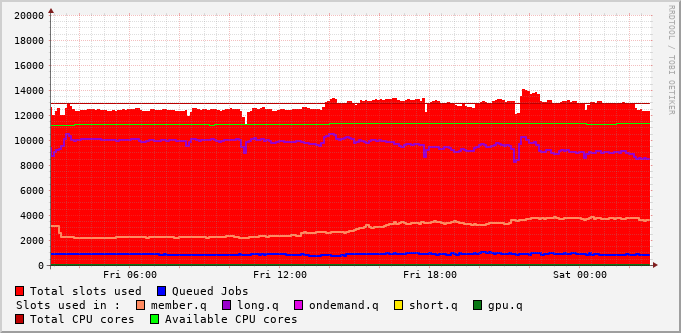 RRDTOOL / TOBI OETIKER
20000
18000
16000
14000
12000
10000
8000
6000
4000
2000
0
Fri 06:00 Fri 12:00 Fri 18:00 Sat 00:00
Total slots used Queued Jobs
Slots used in : member.q long.q ondemand.q short.q gpu.q
Total CPU cores Available CPU cores